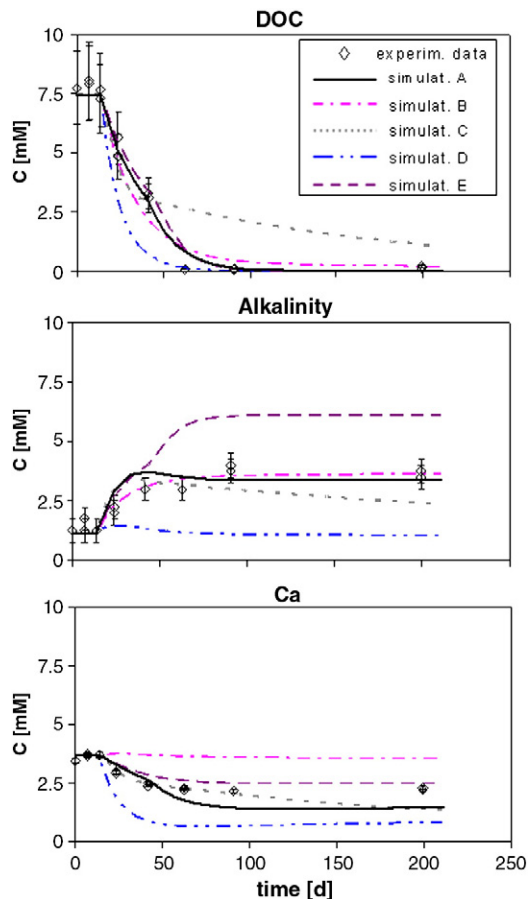 DOC
10
7.5
5
2.5
0
C [mM]
experim. data
simulat. A
simulat. B
simulat. C
simulat. D
simulat. E
Alkalinity
10
7.5
5
2.5
0
C [mM]
Ca
10
7.5
5
2.5
0
C [mM]
0 50 100 150 200 250
time [d]